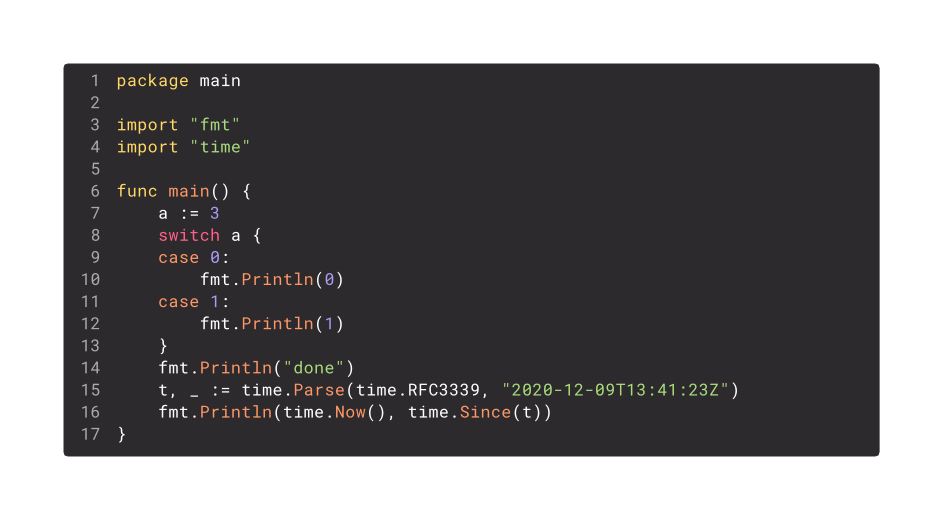 1 package main
2
3 import "fmt"
4 import "time"
5
6 func main() {
7     a := 3
8     switch a {
9     case 0:
10         fmt.Println(0)
11     case 1:
12         fmt.Println(1)
13     }
14     fmt.Println("done")
15     t, _ := time.Parse(time.RFC3339, "2020-12-09T13:41:23Z")
16     fmt.Println(time.Now(), time.Since(t))
17 }